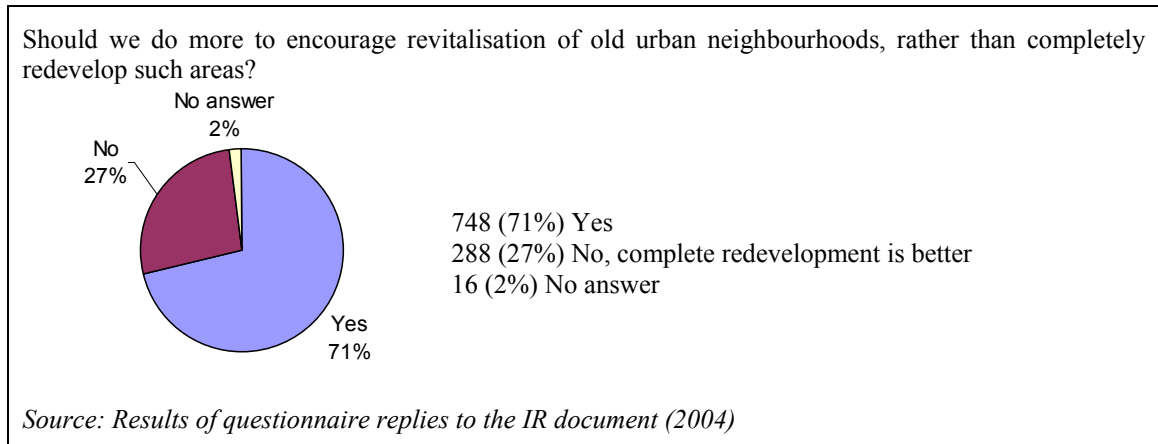 Should we do more to encourage revitalisation of old urban neighbourhoods, rather than completely
redevelop such areas?
No answer
2%
No
27%
748 (71%) Yes
288 (27%) No, complete redevelopment is better
16 (2%) No answer
Yes
71%
Source: Results of questionnaire replies to the IR document (2004)